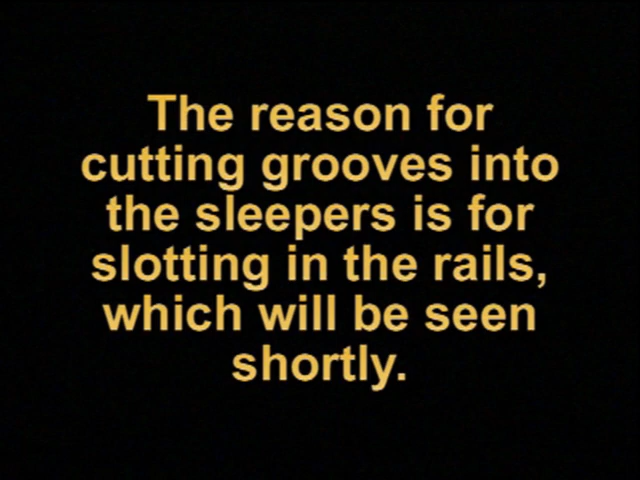 The reason for
cutting grooves into
the sleepers is for
slotting in the rails,
which will be seen
shortly.